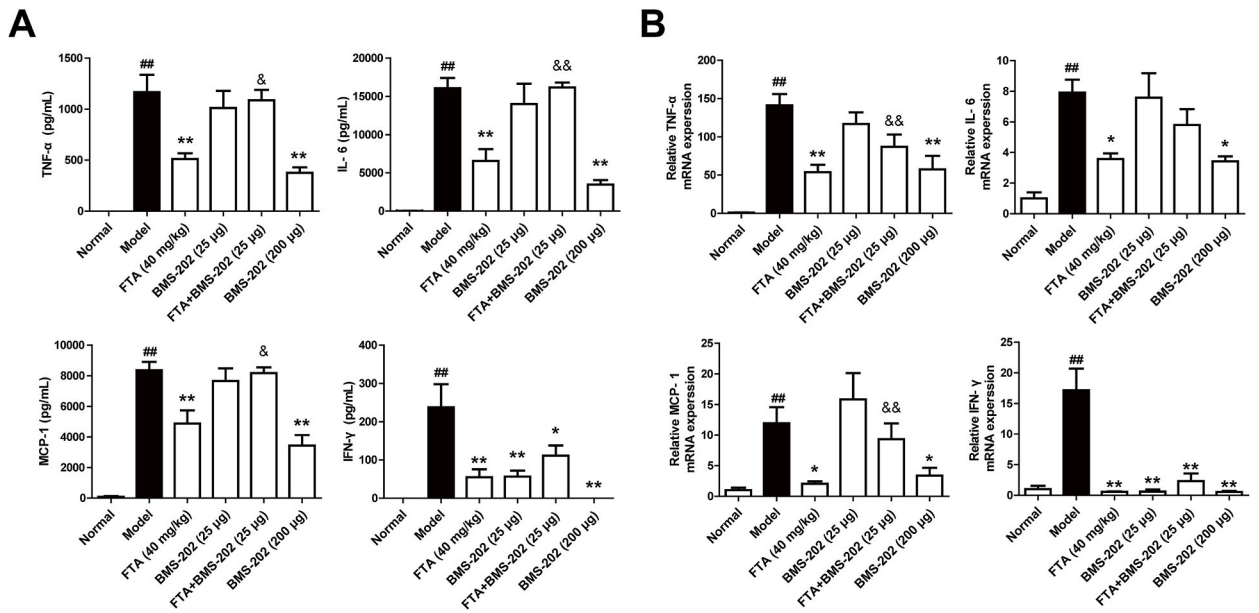 A
TNF-α (pg/mL)
1500
1000
500
0
##
**
&
**
Normal
Model
FTA (40 mg/kg)
BMS-202 (25 μg)
FTA+BMS-202 (25 μg)
BMS-202 (200 μg)
IL- 6 (pg/mL)
20000
15000
10000
5000
0
##
**
&&
**
Normal
Model
FTA (40 mg/kg)
BMS-202 (25 μg)
FTA+BMS-202 (25 μg)
BMS-202 (200 μg)
MCP-1 (pg/mL)
10000
8000
6000
4000
2000
0
##
**
&
**
Normal
Model
FTA (40 mg/kg)
BMS-202 (25 μg)
FTA+BMS-202 (25 μg)
BMS-202 (200 μg)
IFN-γ (pg/mL)
400
300
200
100
0
##
**
**
*
**
Normal
Model
FTA (40 mg/kg)
BMS-202 (25 μg)
FTA+BMS-202 (25 μg)
BMS-202 (200 μg)
B
Relative TNF-α
mRNA experssion
200
150
100
50
0
##
**
&&
**
Normal
Model
FTA (40 mg/kg)
BMS-202 (25 μg)
FTA+BMS-202 (25 μg)
BMS-202 (200 μg)
Relative IL- 6
mRNA experssion
10
8
6
4
2
0
##
*
*
Normal
Model
FTA (40 mg/kg)
BMS-202 (25 μg)
FTA+BMS-202 (25 μg)
BMS-202 (200 μg)
Relative MCP- 1
mRNA experssion
25
20
15
10
5
0
##
*
&&
*
Normal
Model
FTA (40 mg/kg)
BMS-202 (25 μg)
FTA+BMS-202 (25 μg)
BMS-202 (200 μg)
Relative IFN- γ
mRNA experssion
25
20
15
10
5
0
##
**
**
**
**
Normal
Model
FTA (40 mg/kg)
BMS-202 (25 μg)
FTA+BMS-202 (25 μg)
BMS-202 (200 μg)